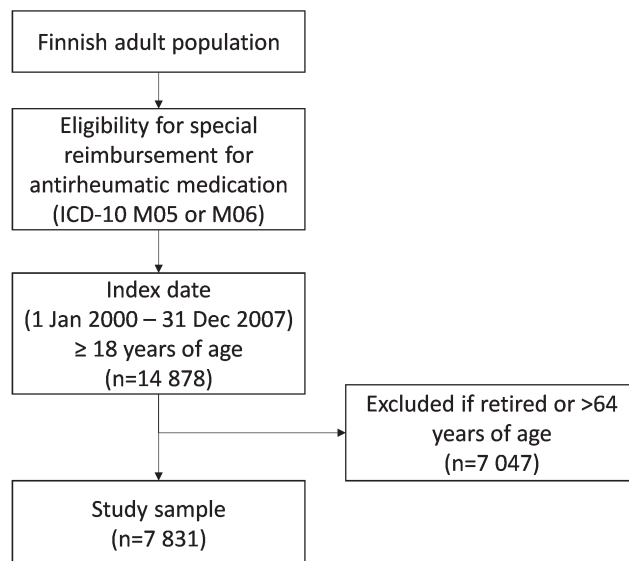 Finnish adult population
Eligibility for special
reimbursement for
antirheumatic medication
(ICD-10 M05 or M06)
Index date
(1 Jan 2000 – 31 Dec 2007)
≥ 18 years of age
(n=14 878)
Excluded if retired or >64
years of age
(n=7 047)
Study sample
(n=7 831)